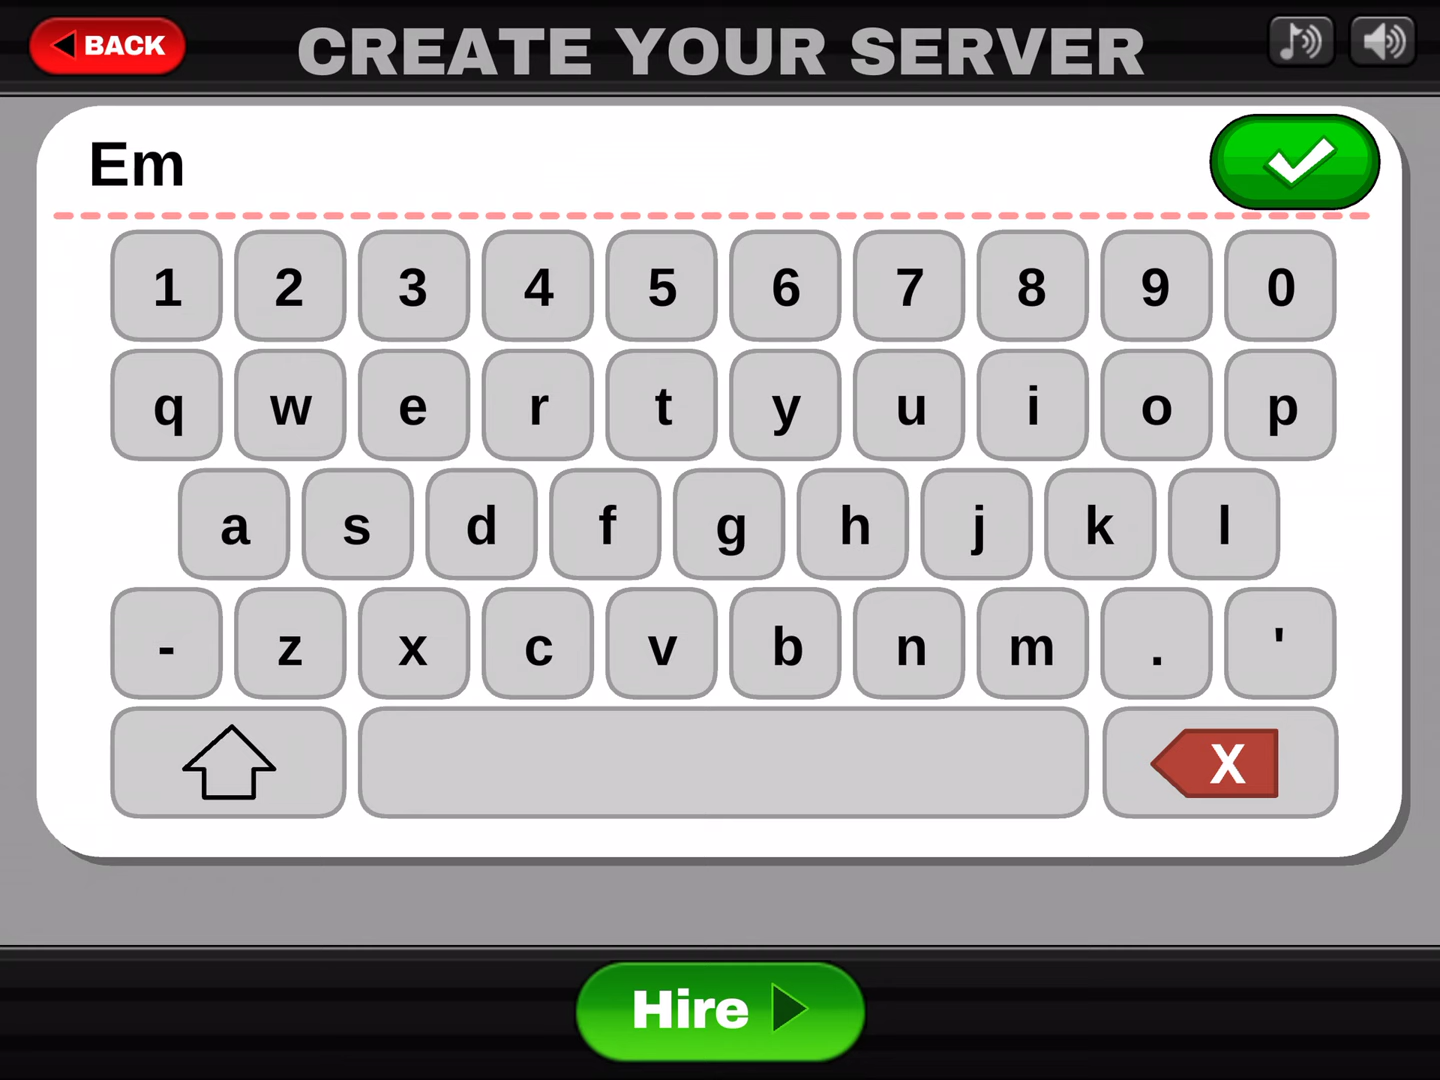 BACK
CREATE YOUR SERVER
Em
1 2 3 4 5 6 7 8 9 0
q w e r t y u i o p
a s d f g h j k l
- z x c v b n m . '
X
Hire